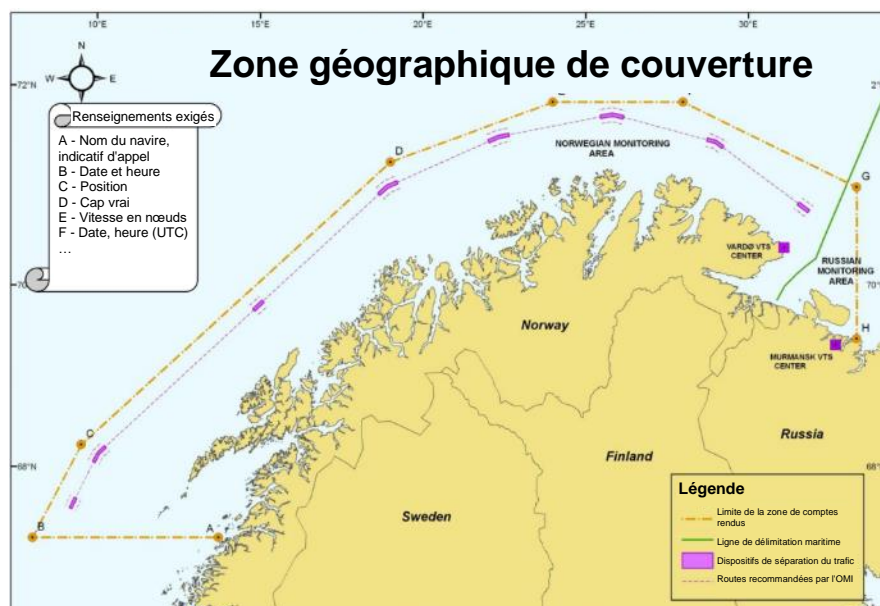 10°E
15°E
20°E
25°E
30°E
Zone géographique de couverture
N
W
E
S
72°N
2°N
Renseignements exigés
A - Nom du navire,
indicatif d'appel
B - Date et heure
C - Position
D - Cap vrai
E - Vitesse en nœuds
F - Date, heure (UTC)
…
D
NORWEGIAN MONITORING
AREA
G
VARDØ VTS
CENTER
RUSSIAN
MONITORING
AREA
70°N
70°N
Norway
H
MURMANSK VTS
CENTER
C
Russia
Finland
68°N
68°N
Sweden
B
A
Légende
Limite de la zone de comptes
rendus
Ligne de délimitation maritime
Dispositifs de séparation du trafic
Routes recommandées par l'OMI